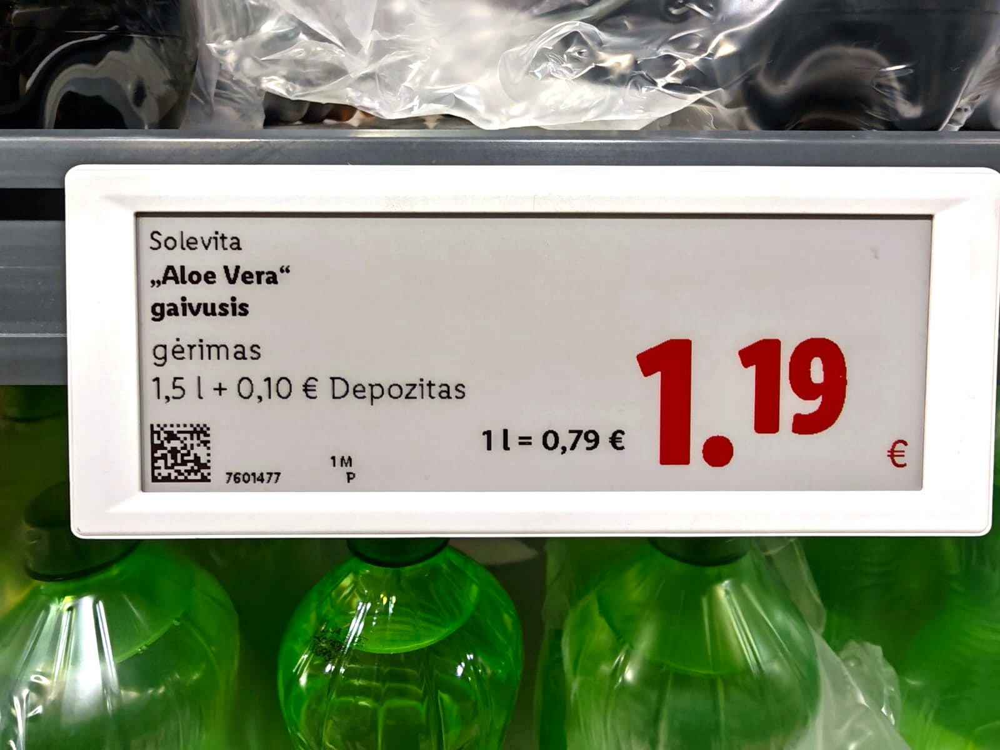 Solevita
„Aloe Vera“
gaivusis
gėrimas
1,5 l + 0,10 € Depozitas
1 l = 0,79 €
1.19
€
7601477
1 M
P